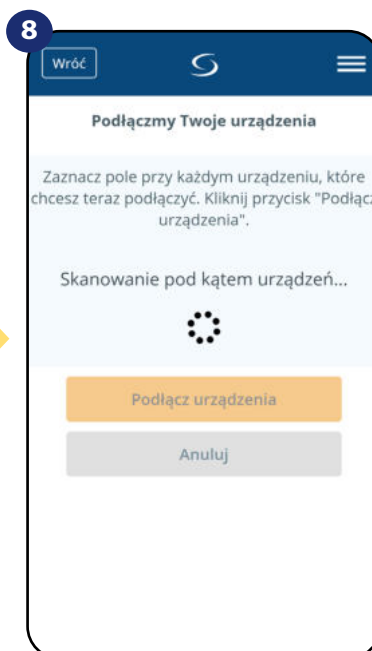 8
Wróć
Podłączmy Twoje urządzenia
Zaznacz pole przy każdym urządzeniu, które
chcesz teraz podłączyć. Kliknij przycisk "Podłącz
urządzenia".
Skanowanie pod kątem urządzeń...
Podłącz urządzenia
Anuluj